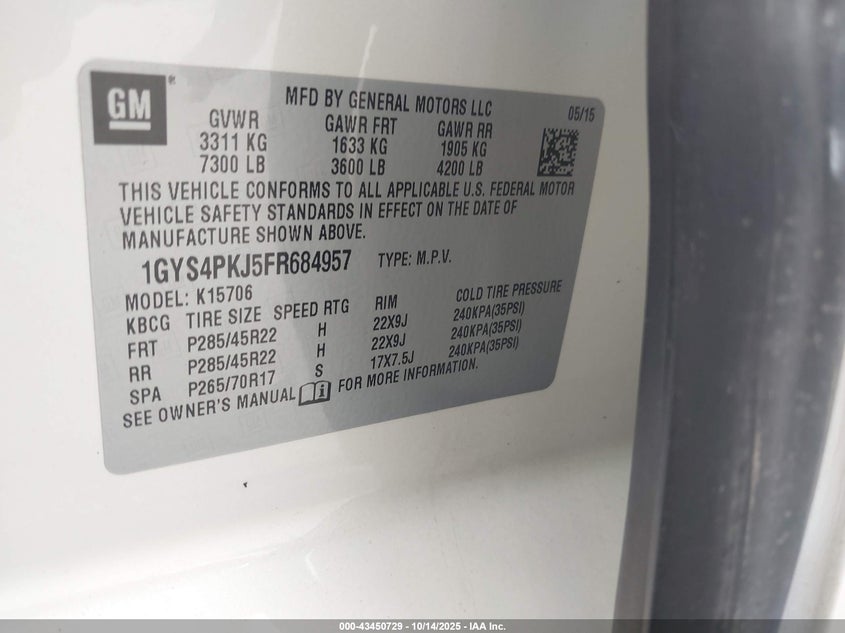 GM®
MFD BY GENERAL MOTORS LLC
05/15
GVWR GAWR FRT GAWR RR
3311 KG 1633 KG 1905 KG
7300 LB 3600 LB 4200 LB
THIS VEHICLE CONFORMS TO ALL APPLICABLE U.S. FEDERAL MOTOR
VEHICLE SAFETY STANDARDS IN EFFECT ON THE DATE OF
MANUFACTURE SHOWN ABOVE.
1GYS4PKJ5FR684957 TYPE: M.P.V.
MODEL: K15706
KBCG TIRE SIZE SPEED RTG RIM COLD TIRE PRESSURE
FRT P285/45R22 H 22X9J 240KPA(35PSI)
RR P285/45R22 H 22X9J 240KPA(35PSI)
SPA P265/70R17 S 17X7.5J 240KPA(35PSI)
SEE OWNER'S MANUAL FOR MORE INFORMATION.
000-43450729 - 10/14/2025 - IAA Inc.